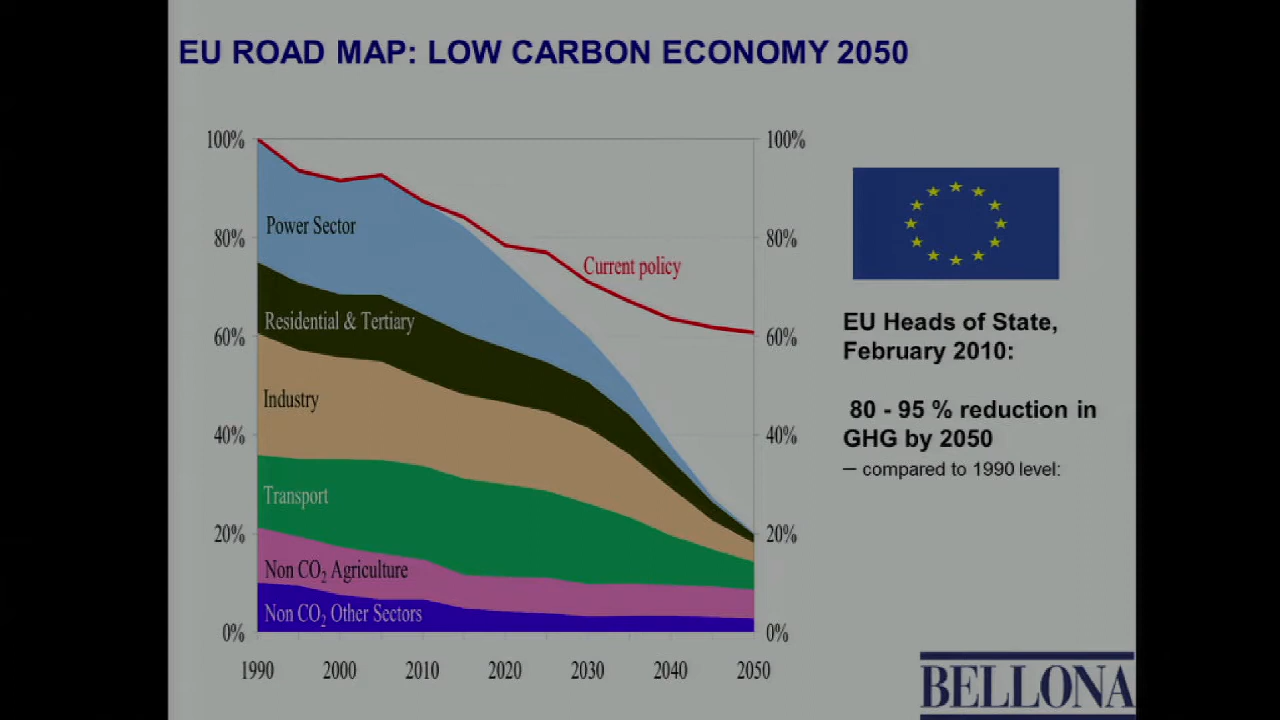 EU ROAD MAP: LOW CARBON ECONOMY 2050
100%
80%
60%
40%
20%
0%
100%
80%
60%
40%
20%
0%
Power Sector
Current policy
Residential & Tertiary
Industry
Transport
Non CO2 Agriculture
Non CO2 Other Sectors
1990 2000 2010 2020 2030 2040 2050
EU Heads of State,
February 2010:
80 - 95 % reduction in
GHG by 2050
– compared to 1990 level:
BELLONA